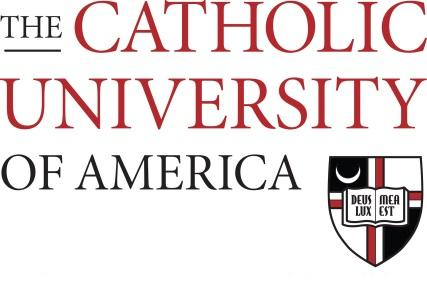 THE CATHOLIC
UNIVERSITY
OF AMERICA
DEUS MEA
LUX EST